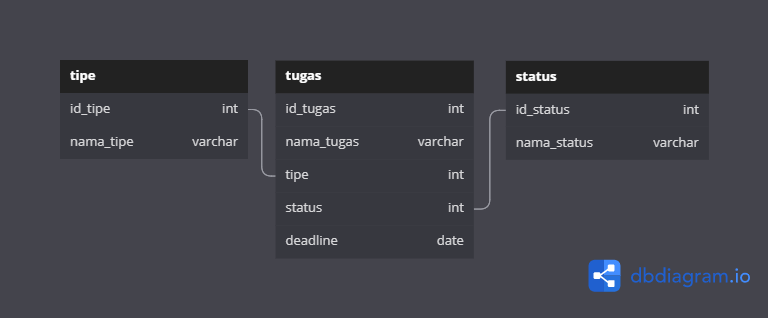 tipe
id_tipe int
nama_tipe varchar
tugas
id_tugas int
nama_tugas varchar
tipe int
status int
deadline date
status
id_status int
nama_status varchar
dbdiagram.io